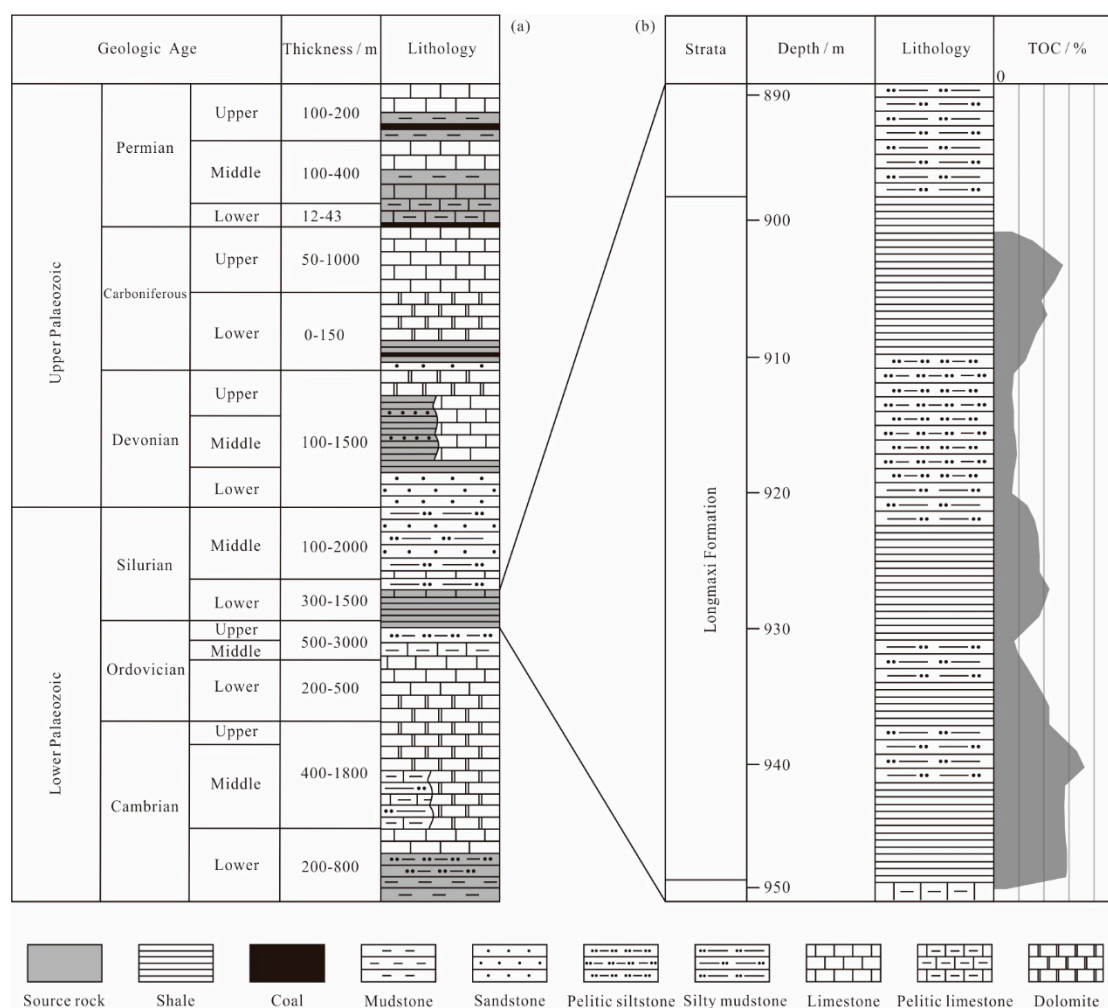 (a)
Geologic Age
Thickness / m
Lithology
Upper Palaeozoic
Permian
Upper
100-200
Middle
100-400
Lower
12-43
Carboniferous
Upper
50-1000
Lower
0-150
Devonian
Upper
Middle
100-1500
Lower
Lower Palaeozoic
Silurian
Middle
100-2000
Lower
300-1500
Ordovician
Upper
500-3000
Middle
Lower
200-500
Cambrian
Upper
Middle
400-1800
Lower
200-800
(b)
Strata
Depth / m
Lithology
TOC / %
0
Longmaxi Formation
890
900
910
920
930
940
950
Source rock
Shale
Coal
Mudstone
Sandstone
Pelitic siltstone
Silty mudstone
Limestone
Pelitic limestone
Dolomite